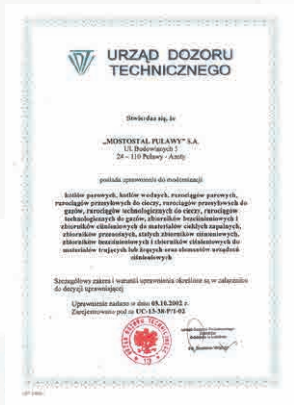 URZĄD DOZORU
TECHNICZNEGO
Stwierdza się, że
„MOSTOSTAL PUŁAWY” S.A.
Ul. Budowlanych 5
24 – 110 Puławy - Azoty
posiada uprawnienia do modernizacji
kotłów parowych, kotłów wodnych, rurociągów parowych,
rurociągów przesyłowych do cieczy, rurociągów przesyłowych do
gazów, rurociągów technologicznych do cieczy, rurociągów
technologicznych do gazów, zbiorników bezciśnieniowych i
zbiorników ciśnieniowych do materiałów ciekłych zapalnych,
zbiorników przenośnych, stałych zbiorników ciśnieniowych,
zbiorników bezciśnieniowych i zbiorników ciśnieniowych do
materiałów trujących lub żrących oraz elementów urządzeń
ciśnieniowych
Szczegółowy zakres i warunki uprawnienia określone są w załączniku
do decyzji uprawniającej
Uprawnienie nadano w dniu 03.10.2002 r.
Zarejestrowano pod nr UC-13-38-P/1-02